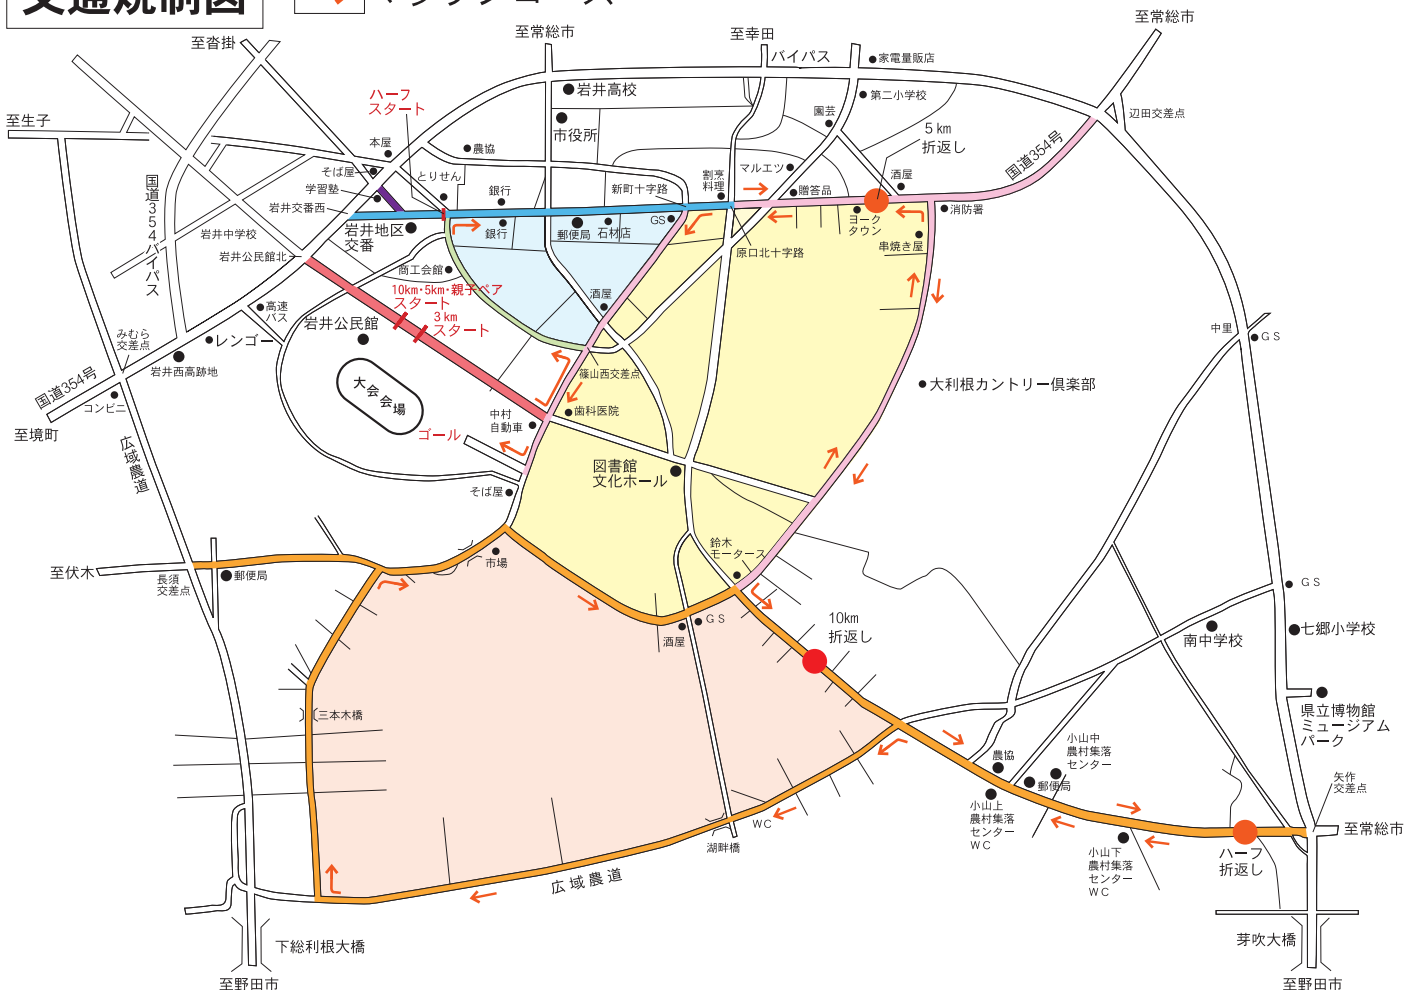 交通規制図
マラソンコース
至沓掛
至常総市
至幸田
至常総市
バイパス
家電量販店
ハーフ
スタート
岩井高校
第二小学校
園芸
辺田交差点
至生子
市役所
5km
折返し
国道354号
本屋
農協
そば屋
とりせん
マルエツ
割烹
料理
酒屋
学習塾
銀行
新町十字路
贈答品
国道354バイパス
岩井交番西
GS
ヨーク
タウン
消防署
岩井地区
交番
銀行
郵便局
石材店
岩井中学校
串焼き屋
岩井公民館北
原口北十字路
商工会館
10km・5km・親子ペア
スタート
酒屋
高速
バス
3km
スタート
岩井公民館
みむら
交差点
レンゴー
中里
GS
岩井西高跡地
篠山西交差点
国道354号
大会会場
大利根カントリー倶楽部
コンビニ
中村
自動車
歯科医院
至境町
ゴール
広域農道
図書館
文化ホール
そば屋
鈴木
モータース
市場
至伏木
長須
交差点
郵便局
GS
10km
折返し
GS
酒屋
七郷小学校
南中学校
三本木橋
県立博物館
ミュージアム
パーク
小山中
農村集落
センター
農協
郵便局
矢作
交差点
小山上
農村集落
センター
WC
WC
湖畔橋
至常総市
小山下
農村集落
センター
WC
ハーフ
折返し
広域農道
下総利根大橋
芽吹大橋
至野田市
至野田市